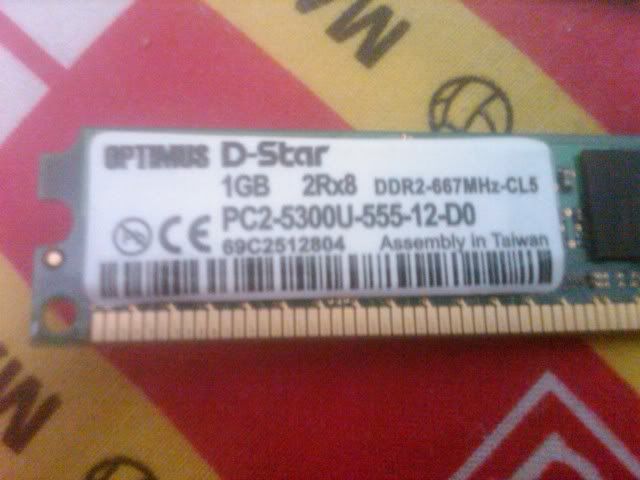 OPTIMUS D-Star
1GB 2Rx8 DDR2-667MHz-CL5
PC2-5300U-555-12-D0
CE 69C2512804 Assembly in Taiwan